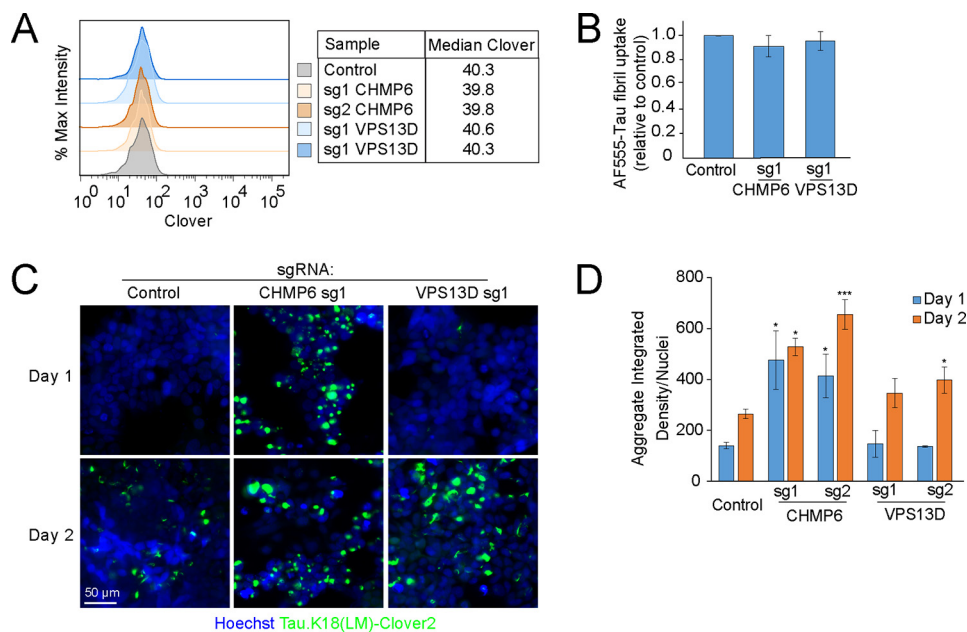 A
% Max Intensity
10^0 10^1 10^2 10^3 10^4 10^5
Clover
Sample Median Clover
Control 40.3
sg1 CHMP6 39.8
sg2 CHMP6 39.8
sg1 VPS13D 40.6
sg1 VPS13D 40.3
B
AF555-Tau fibril uptake
(relative to control)
1.0
0.8
0.6
0.4
0.2
0
Control sg1 sg1
CHMP6 VPS13D
C
sgRNA:
Control CHMP6 sg1 VPS13D sg1
Day 1
Day 2
50 µm
Hoechst Tau.K18(LM)-Clover2
D
Aggregate Integrated
Density/Nuclei
800
600
400
200
0
* * * *** *
Day 1
Day 2
Control sg1 sg2 sg1 sg2
CHMP6 VPS13D